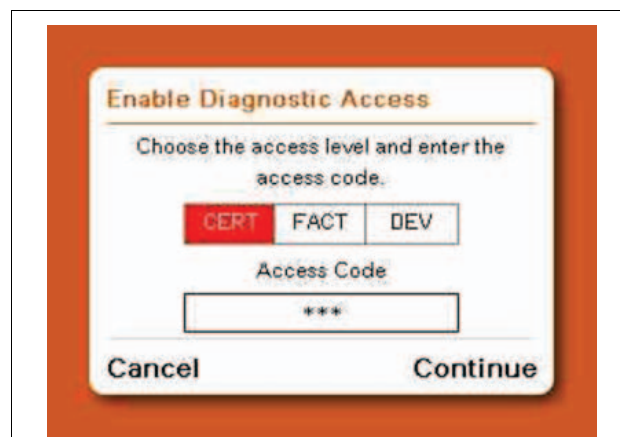 Enable Diagnostic Access
Choose the access level and enter the
access code.
CERT FACT DEV
Access Code
***
Cancel Continue